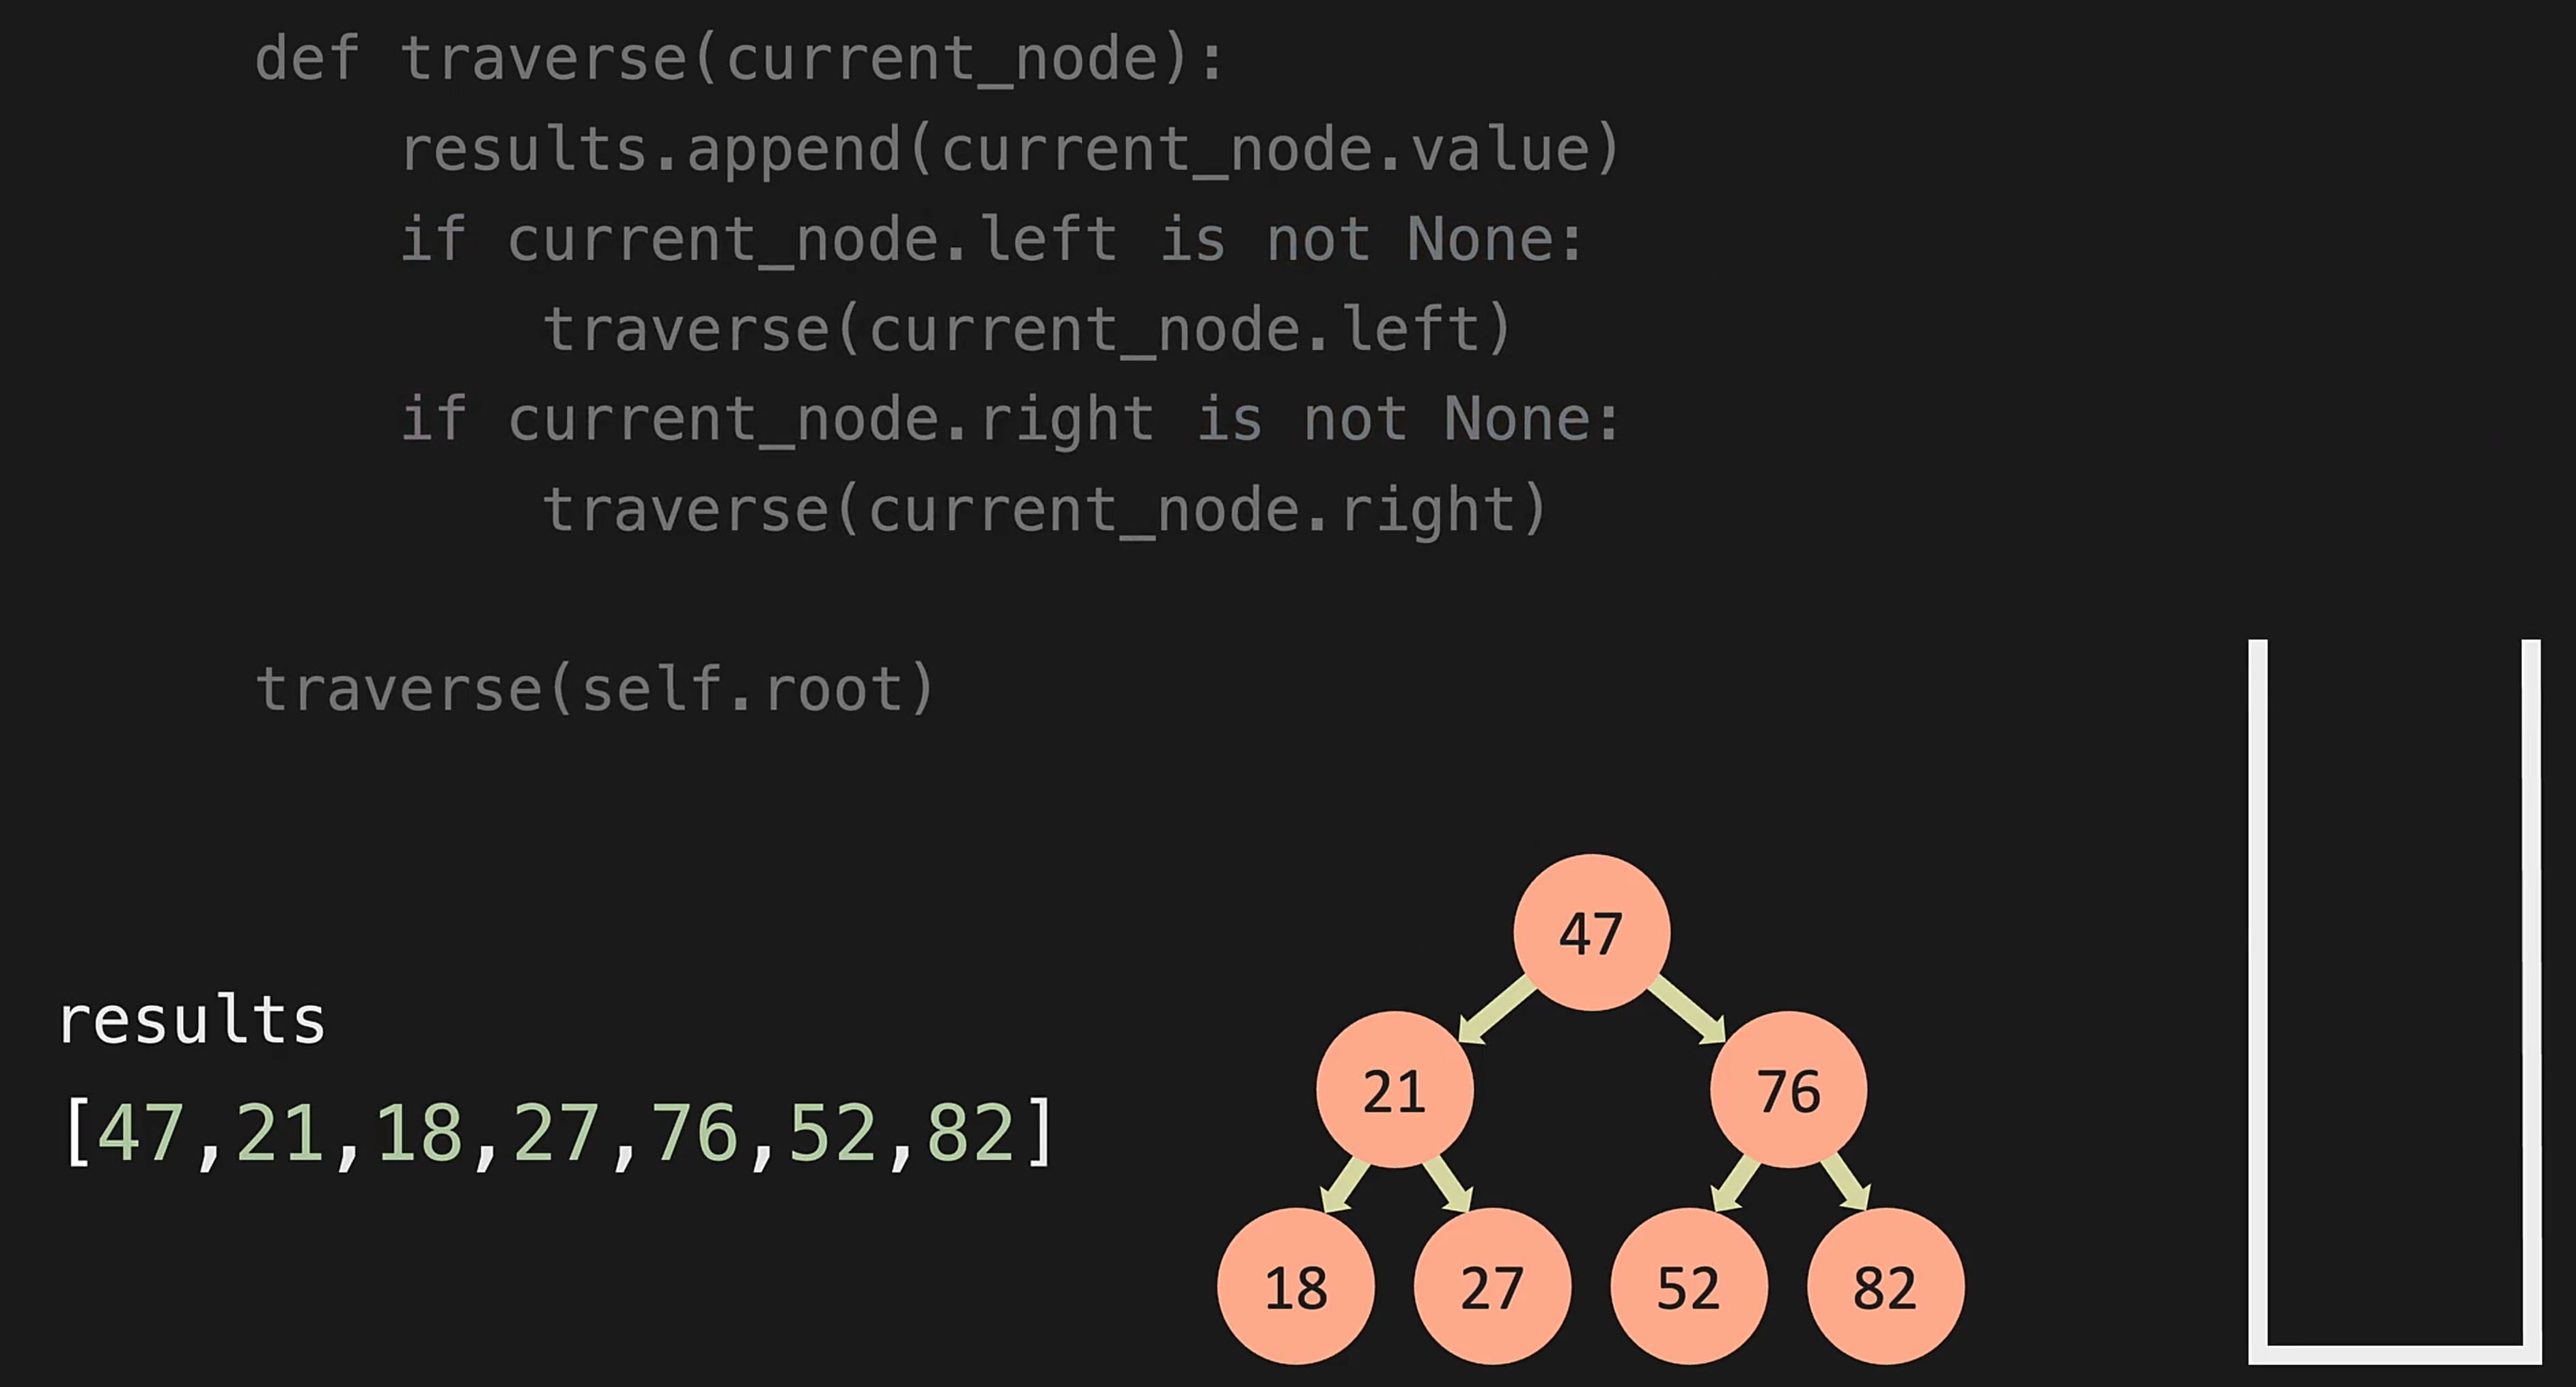 def traverse(current_node):
results.append(current_node.value)
if current_node.left is not None:
traverse(current_node.left)
if current_node.right is not None:
traverse(current_node.right)
traverse(self.root)
results
[47,21,18,27,76,52,82]
47
21 76
18 27 52 82